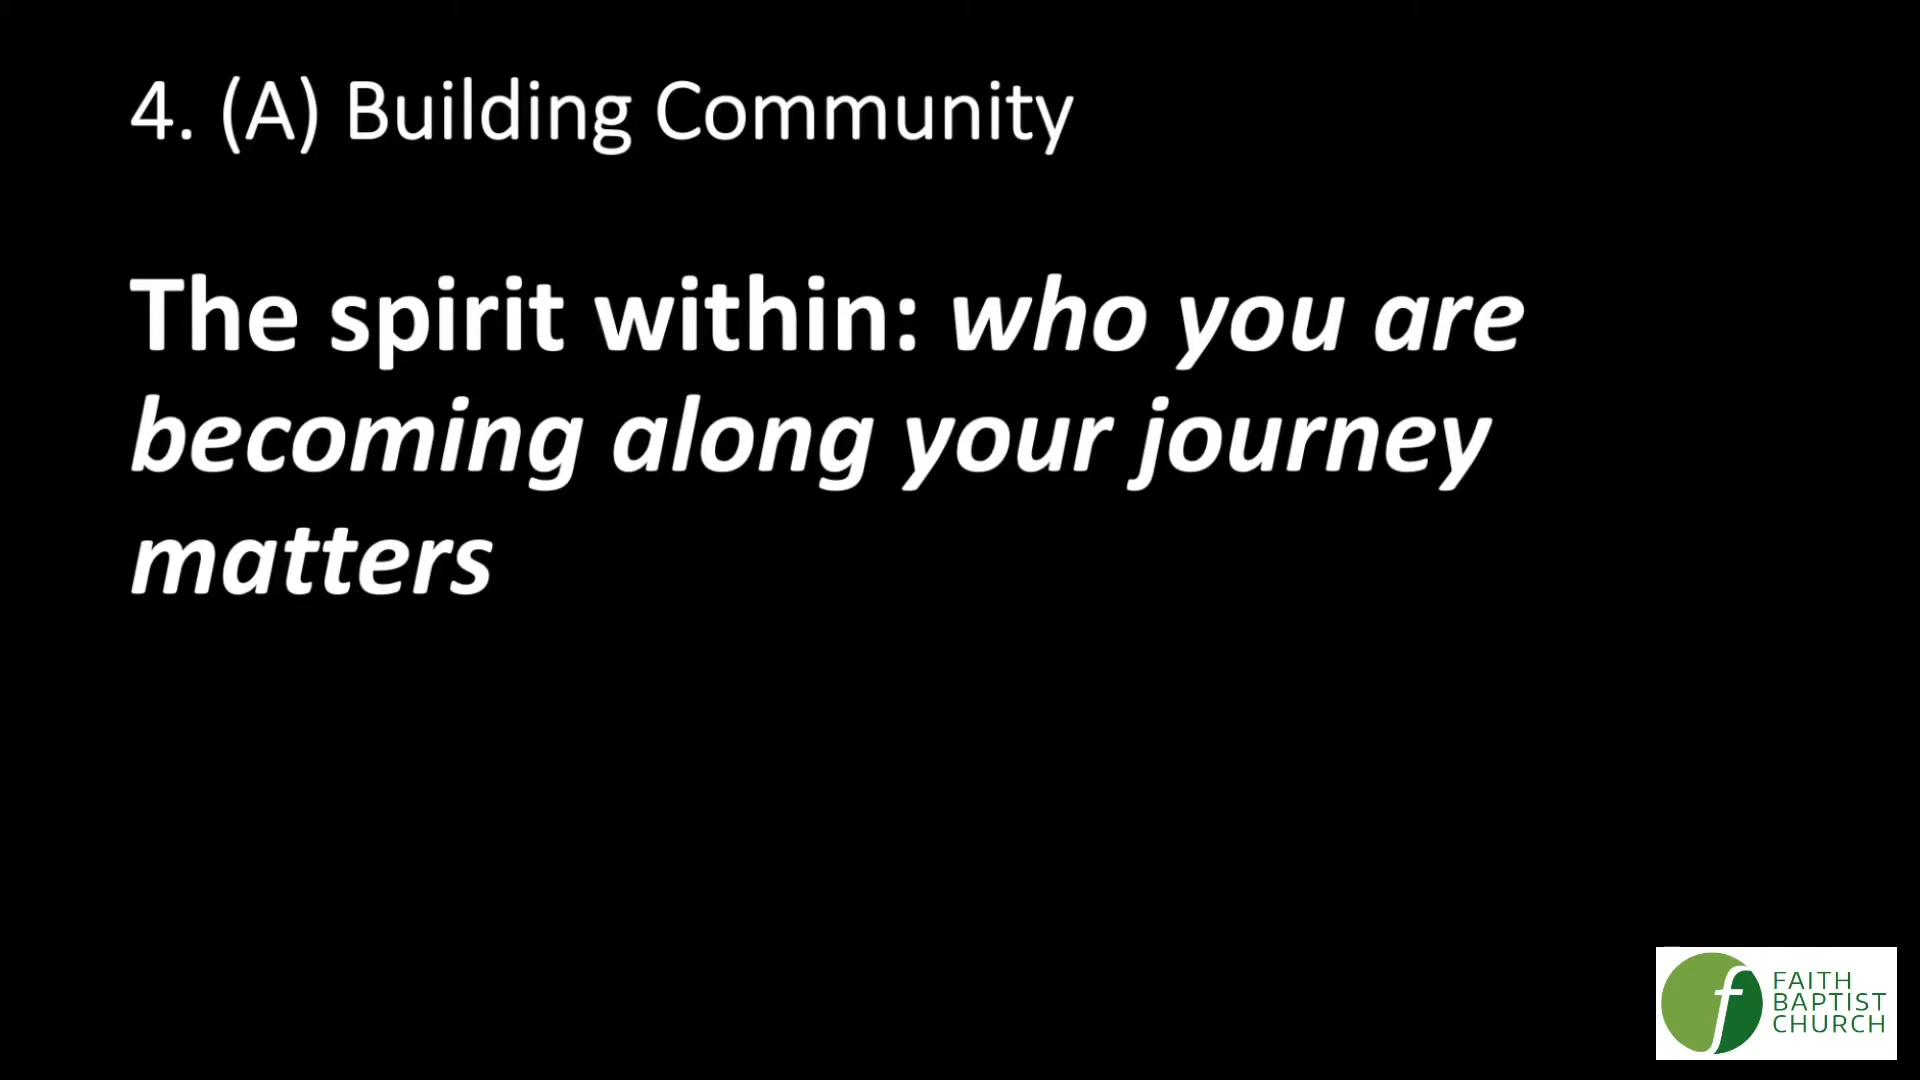 4. (A) Building Community
The spirit within: who you are
becoming along your journey
matters
f
FAITH
BAPTIST
CHURCH